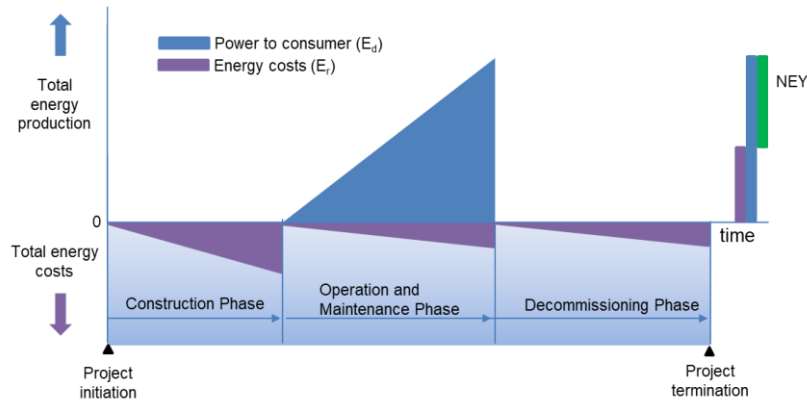 Total
energy
production
Power to consumer (Ed)
Energy costs (Er)
NEY
0
time
Total energy
costs
Construction Phase
Operation and
Maintenance Phase
Decommissioning Phase
Project
initiation
Project
termination